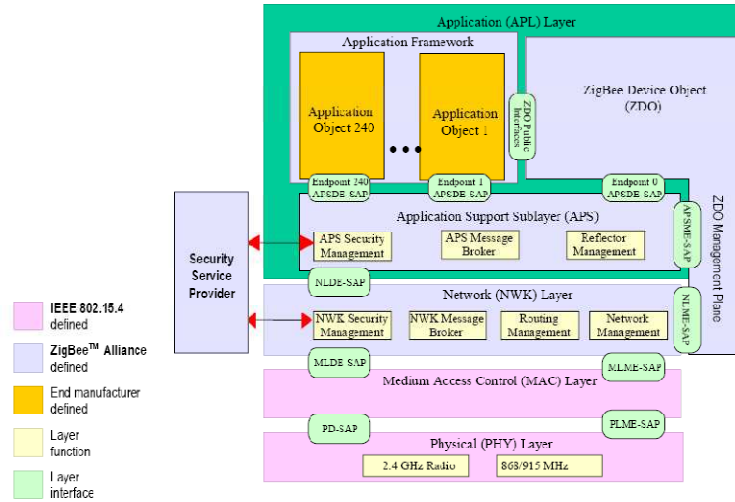 Application (APL) Layer
Application Framework
ZigBee Device Object
(ZDO)
Application
Object 240
Application
Object 1
ZDO Public
Interfaces
Endpoint 240
APSDE-SAP
Endpoint 1
APSDE-SAP
Endpoint 0
APSDE-SAP
Application Support Sublayer (APS)
APS Security
Management
APS Message
Broker
Reflector
Management
APSME-SAP
ZDO Management Plane
Security
Service
Provider
NLDE-SAP
Network (NWK) Layer
NWK Security
Management
NWK Message
Broker
Routing
Management
Network
Management
NLME-SAP
MLDE-SAP
MLME-SAP
Medium Access Control (MAC) Layer
PD-SAP
PLME-SAP
Physical (PHY) Layer
2.4 GHz Radio
868/915 MHz
IEEE 802.15.4
defined
ZigBee™ Alliance
defined
End manufacturer
defined
Layer
function
Layer
interface